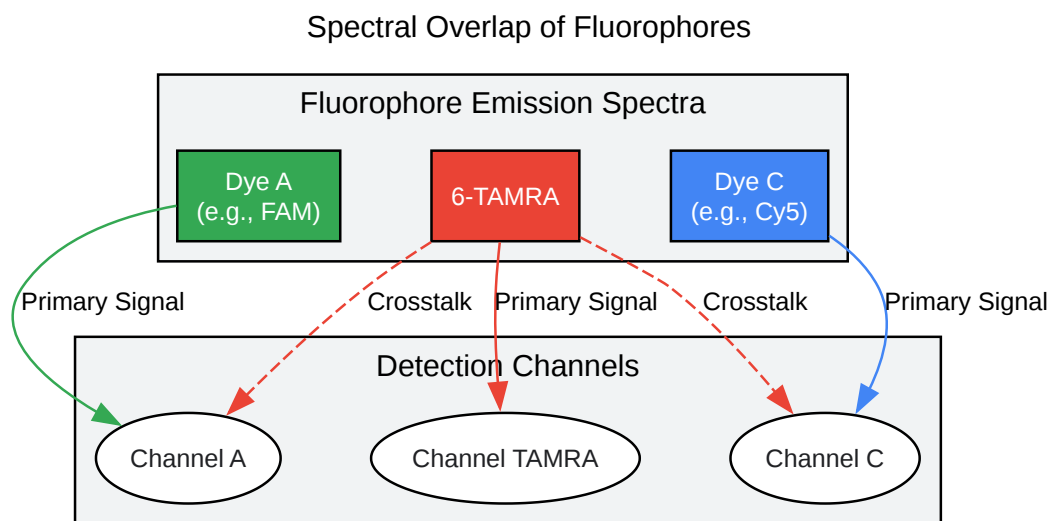 Spectral Overlap of Fluorophores
Fluorophore Emission Spectra
Dye A
(e.g., FAM)
6-TAMRA
Dye C
(e.g., Cy5)
Primary Signal
Crosstalk
Primary Signal
Crosstalk
Primary Signal
Detection Channels
Channel A
Channel TAMRA
Channel C